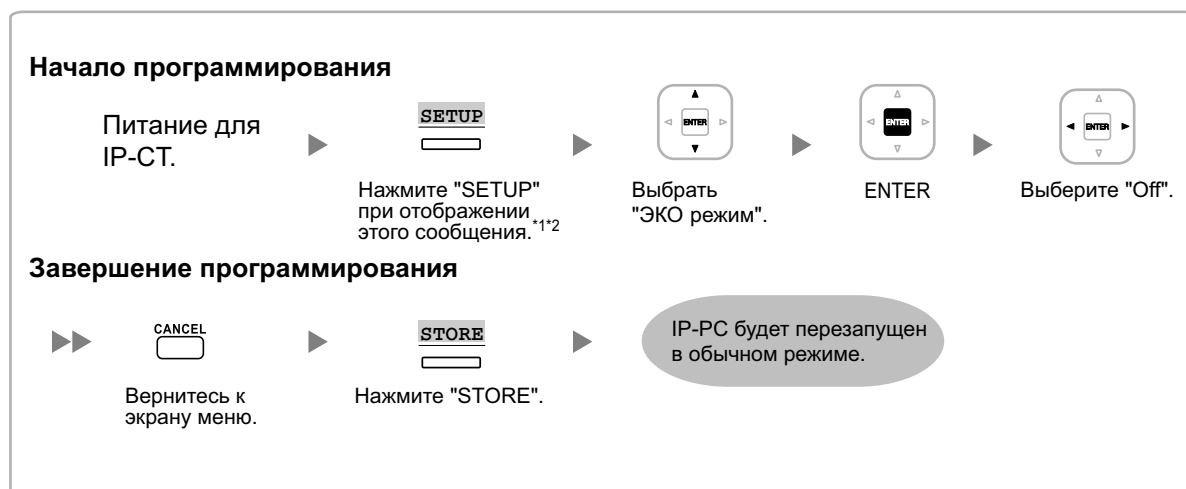 Начало программирования
Питание для
IP-CT.
SETUP
Нажмите "SETUP"
при отображении
этого сообщения.*1*2
ENTER
Выбрать
"ЭКО режим".
ENTER
ENTER
ENTER
Выберите "Off".
Завершение программирования
CANCEL
Вернитесь к
экрану меню.
STORE
Нажмите "STORE".
IP-PC будет перезапущен
в обычном режиме.